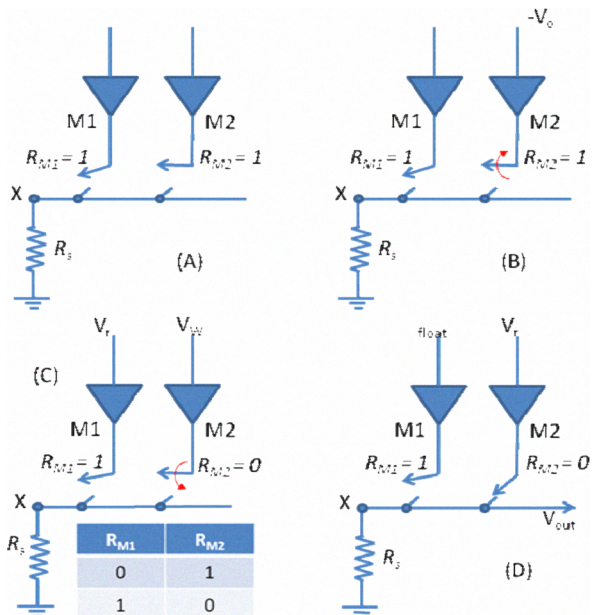 M1 M2
R_M1 = 1 R_M2 = 1
X
R_s
(A)
-V_o
M1 M2
R_M1 = 1 R_M2 = 1
X
R_s
(B)
(C)
V_r V_W
M1 M2
R_M1 = 1 R_M2 = 0
X
R_s
R_M1 R_M2
0 1
1 0
float V_r
M1 M2
R_M1 = 1 R_M2 = 0
X
V_out
R_s
(D)